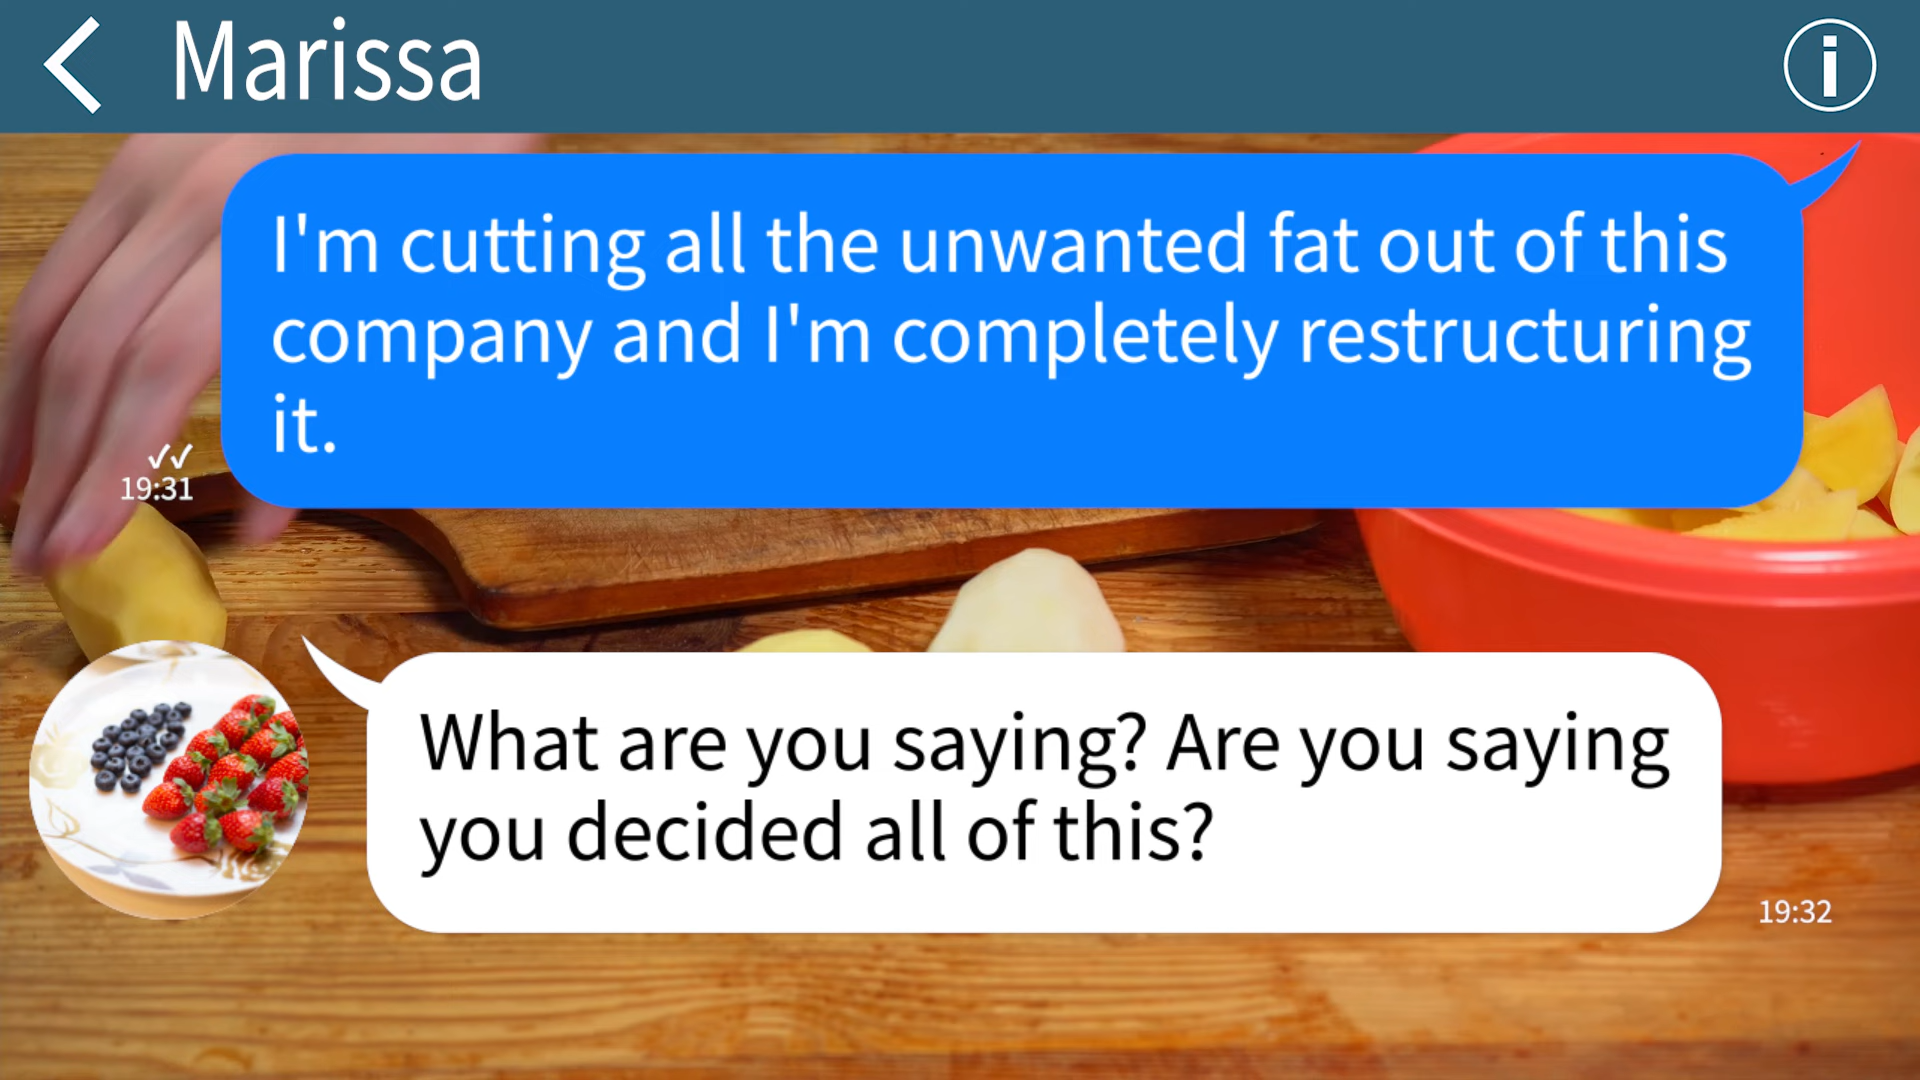 Marissa
I'm cutting all the unwanted fat out of this
company and I'm completely restructuring
it.
✓✓
19:31
What are you saying? Are you saying
you decided all of this?
19:32